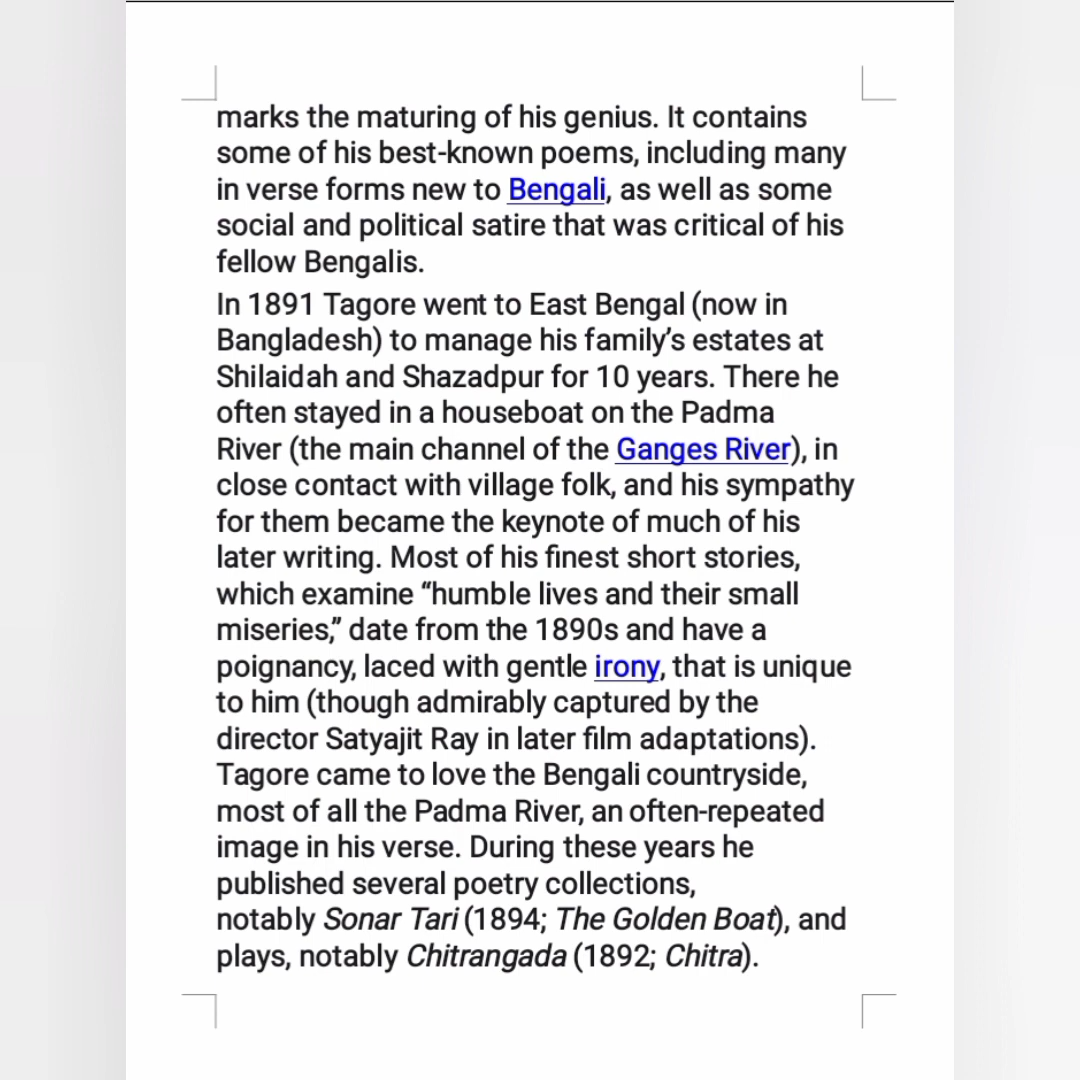 marks the maturing of his genius. It contains
some of his best-known poems, including many
in verse forms new to Bengali, as well as some
social and political satire that was critical of his
fellow Bengalis.
In 1891 Tagore went to East Bengal (now in
Bangladesh) to manage his family’s estates at
Shilaidah and Shazadpur for 10 years. There he
often stayed in a houseboat on the Padma
River (the main channel of the Ganges River), in
close contact with village folk, and his sympathy
for them became the keynote of much of his
later writing. Most of his finest short stories,
which examine “humble lives and their small
miseries,” date from the 1890s and have a
poignancy, laced with gentle irony, that is unique
to him (though admirably captured by the
director Satyajit Ray in later film adaptations).
Tagore came to love the Bengali countryside,
most of all the Padma River, an often-repeated
image in his verse. During these years he
published several poetry collections,
notably Sonar Tari (1894; The Golden Boat), and
plays, notably Chitrangada (1892; Chitra).